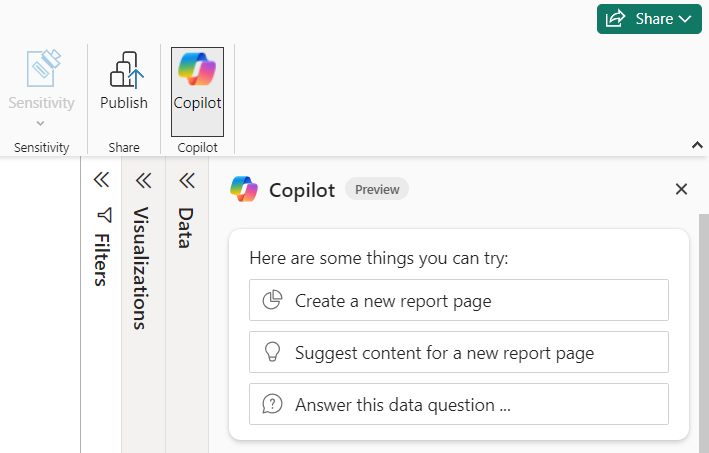 Share
Sensitivity
Publish
Copilot
Sensitivity
Share
Copilot
Filters
Visualizations
Data
Copilot
Preview
Here are some things you can try:
Create a new report page
Suggest content for a new report page
Answer this data question ...